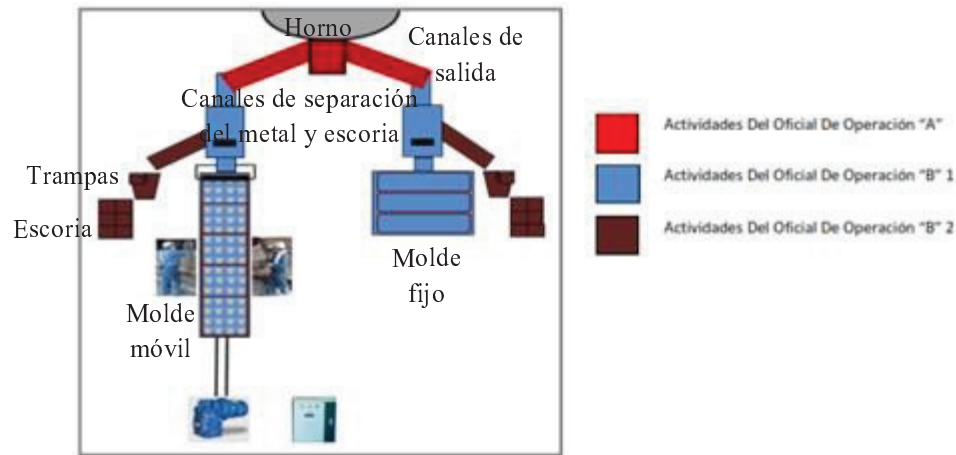 Horno
Canales de
salida
Canales de separación
del metal y escoria
Trampas
Escoria
Molde
fijo
Molde
móvil
Actividades Del Oficial De Operación “A”
Actividades Del Oficial De Operación “B” 1
Actividades Del Oficial De Operación “B” 2